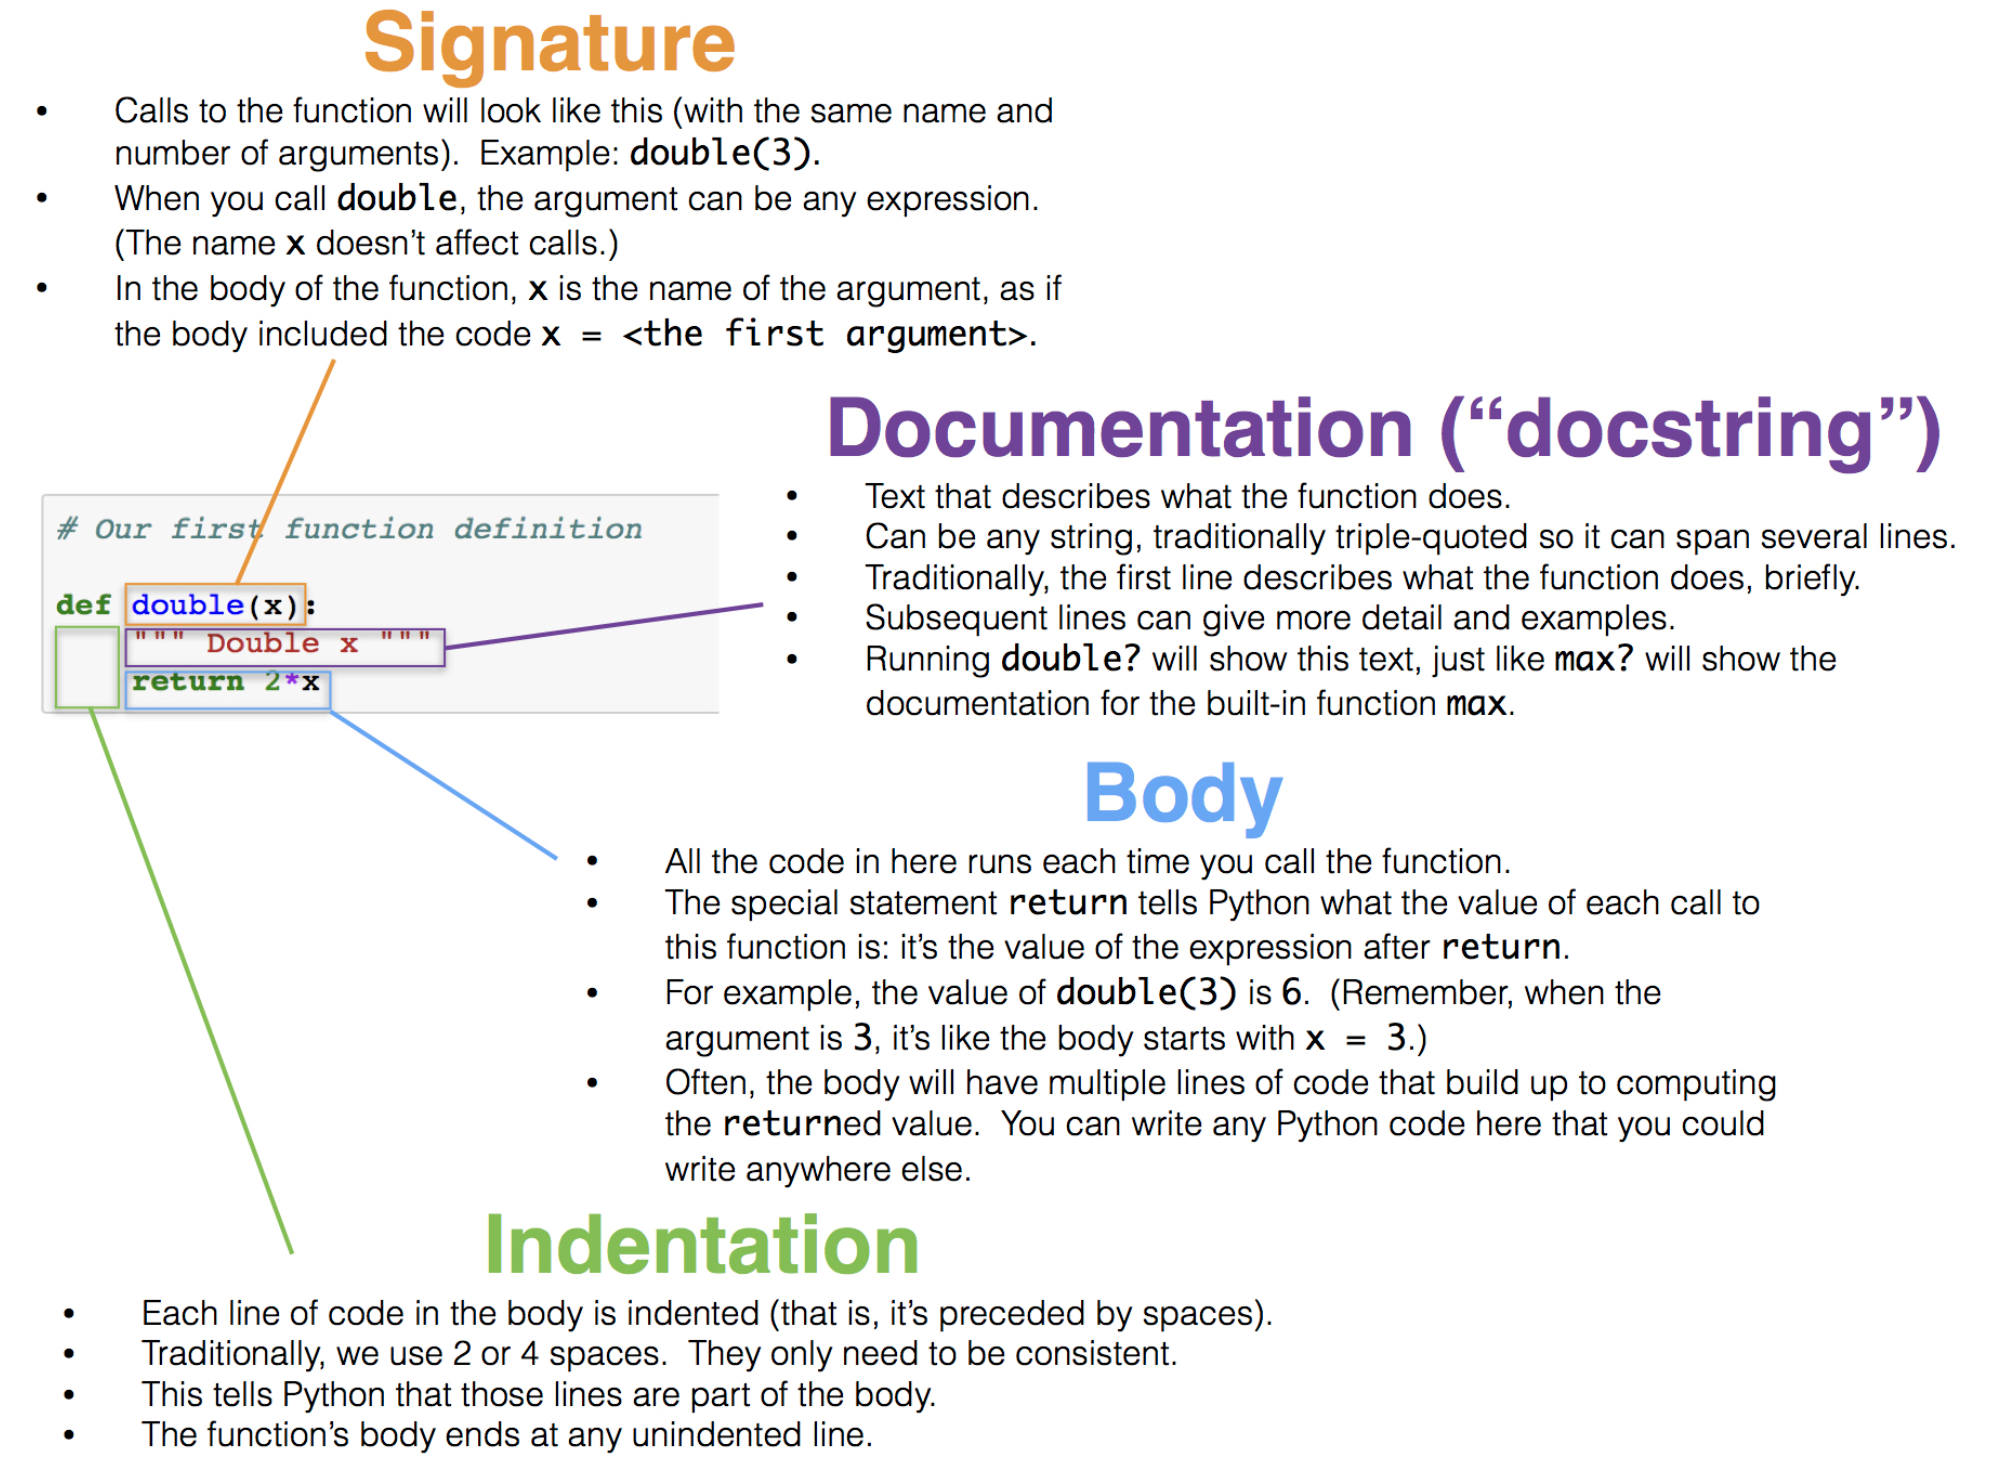 Signature
• Calls to the function will look like this (with the same name and
number of arguments). Example: double(3).
• When you call double, the argument can be any expression.
(The name x doesn’t affect calls.)
• In the body of the function, x is the name of the argument, as if
the body included the code x = <the first argument>.
# Our first function definition
def double(x):
""" Double x """
return 2*x
Documentation (“docstring”)
• Text that describes what the function does.
• Can be any string, traditionally triple-quoted so it can span several lines.
• Traditionally, the first line describes what the function does, briefly.
• Subsequent lines can give more detail and examples.
• Running double? will show this text, just like max? will show the
documentation for the built-in function max.
Body
• All the code in here runs each time you call the function.
• The special statement return tells Python what the value of each call to
this function is: it’s the value of the expression after return.
• For example, the value of double(3) is 6. (Remember, when the
argument is 3, it’s like the body starts with x = 3.)
• Often, the body will have multiple lines of code that build up to computing
the returned value. You can write any Python code here that you could
write anywhere else.
Indentation
• Each line of code in the body is indented (that is, it’s preceded by spaces).
• Traditionally, we use 2 or 4 spaces. They only need to be consistent.
• This tells Python that those lines are part of the body.
• The function’s body ends at any unindented line.